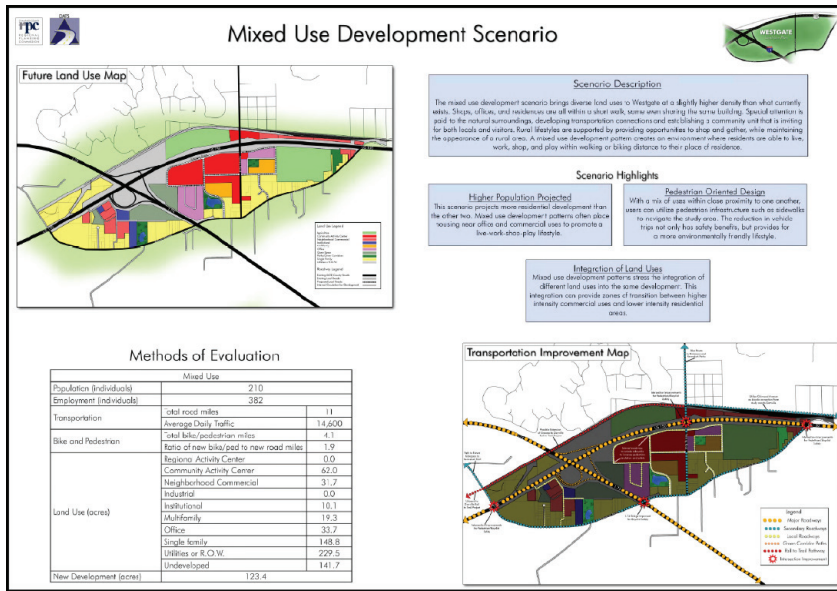 rpc
DATS
Mixed Use Development Scenario
WESTGATE
Future Land Use Map
Land Use Legend
Roadway Legend
Scenario Description
The mixed use development scenario brings diverse land uses to Westgate at a slightly higher density than what currently
exists. Shops, offices, and residences are all within a short walk, some even sharing the same building. Special attention is
paid to the natural surroundings, developing transportation connections and establishing a community unit that is inviting
for both locals and visitors. Rural lifestyles are supported by providing opportunities to shop and gather, while maintaining
the appearance of a rural area. A mixed use development pattern creates an environment where residents are able to live,
work, shop, and play within walking or biking distance to their place of residence.
Scenario Highlights
Higher Population Projected
This scenario projects more residential development than
the other two. Mixed use development patterns often place
housing near office and commercial uses to promote a
live-work-shop-play lifestyle.
Pedestrian Oriented Design
With a mix of uses within close proximity to one another,
users can utilize pedestrian infrastructure such as sidewalks
to navigate the study area. The reduction in vehicle
trips not only has safety benefits, but provides for
a more environmentally friendly lifestyle.
Integration of Land Uses
Mixed use development patterns stress the integration of
different land uses into the same development. This
integration can provide zones of transition between higher
intensity commercial uses and lower intensity residential
areas.
Methods of Evaluation
Mixed Use
Population (individuals) 210
Employment (individuals) 382
Transportation
Total road miles 11
Average Daily Traffic 14,600
Bike and Pedestrian
Total bike/pedestrian miles 4.1
Ratio of new bike/ped to new road miles 1.9
Land Use (acres)
Regional Activity Center 0.0
Community Activity Center 62.0
Neighborhood Commercial 31.7
Industrial 0.0
Institutional 10.1
Multifamily 19.3
Office 33.7
Single family 148.8
Utilities or R.O.W. 229.5
Undeveloped 141.7
New Development (acres) 123.4
Transportation Improvement Map
Legend
Major Roadways
Secondary Roadways
Local Roadways
Green Corridor Paths
Rail to Trail Pathway
Intersection Improvement